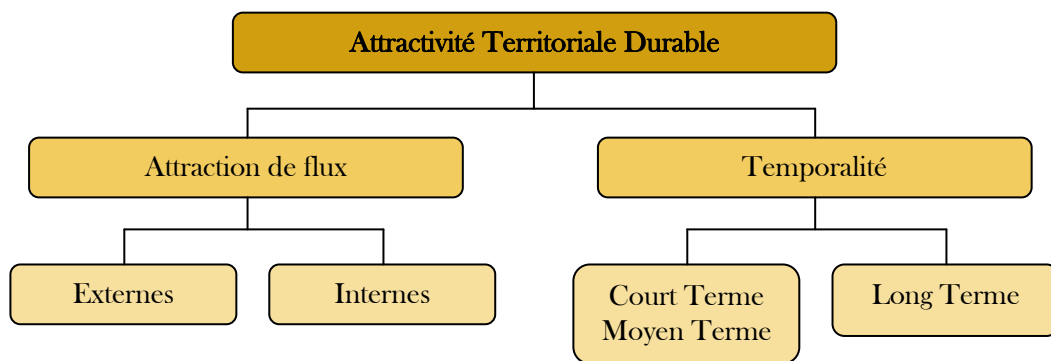 Attractivité Territoriale Durable
Attraction de flux
Temporalité
Externes
Internes
Court Terme
Moyen Terme
Long Terme